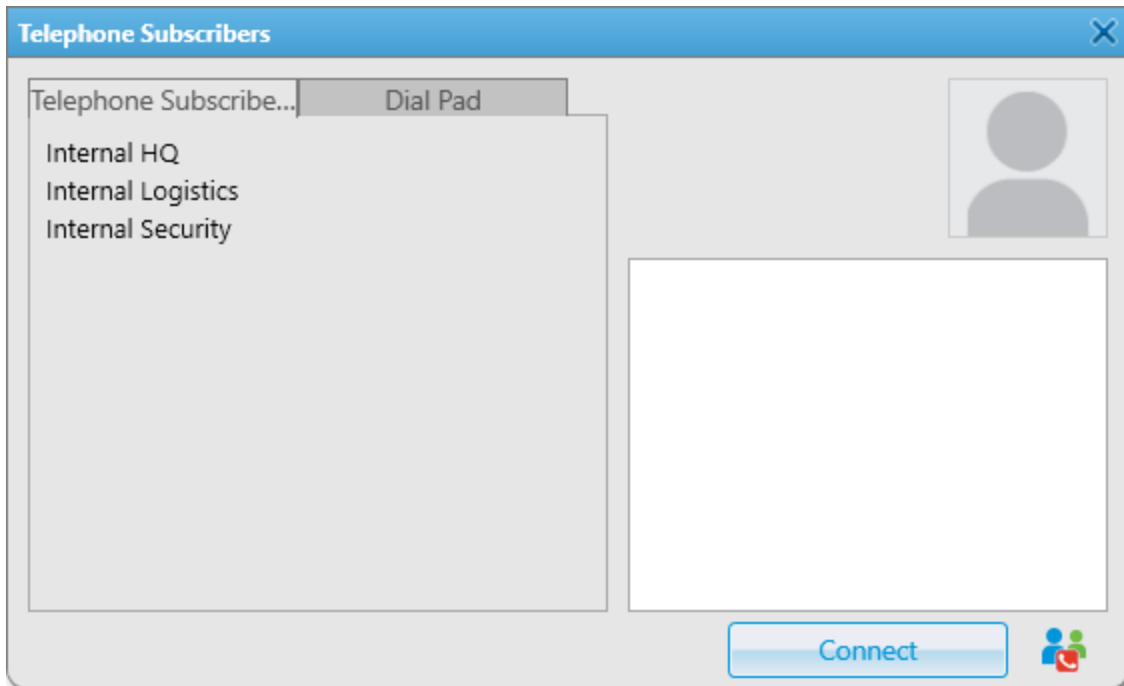 Telephone Subscribers
Telephone Subscribe... Dial Pad
Internal HQ
Internal Logistics
Internal Security
Connect